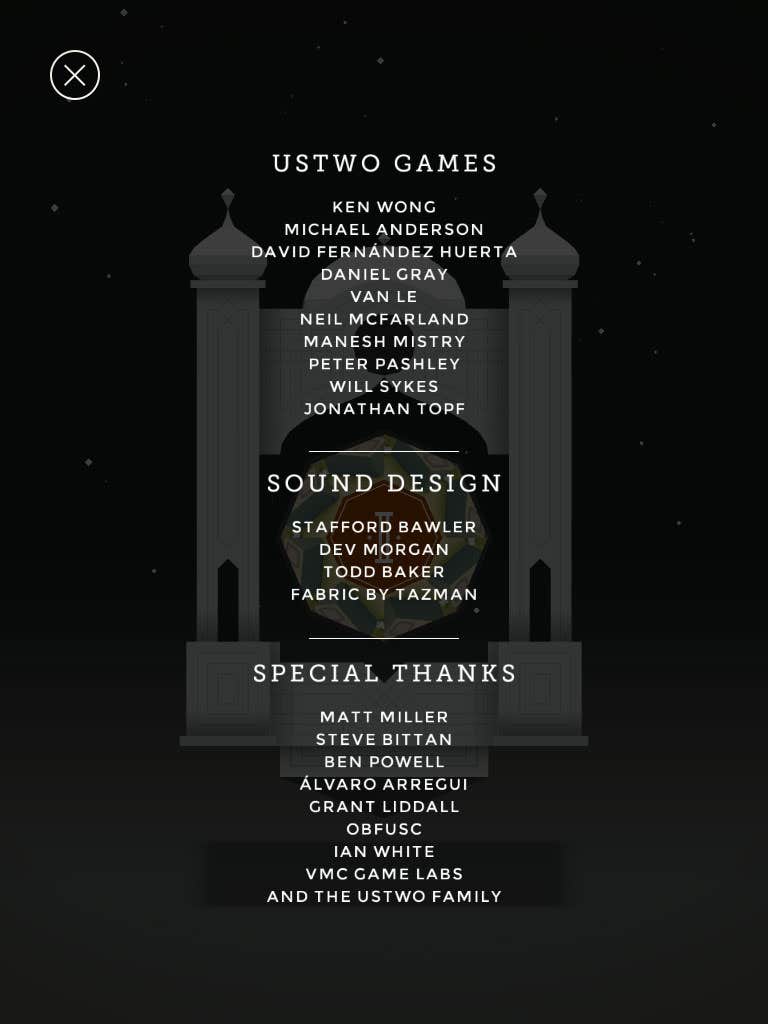 USTWO GAMES
KEN WONG
MICHAEL ANDERSON
DAVID FERNÁNDEZ HUERTA
DANIEL GRAY
VAN LE
NEIL MCFARLAND
MANESH MISTRY
PETER PASHLEY
WILL SYKES
JONATHAN TOPF
SOUND DESIGN
STAFFORD BAWLER
DEV MORGAN
TODD BAKER
FABRIC BY TAZMAN
SPECIAL THANKS
MATT MILLER
STEVE BITTAN
BEN POWELL
ÁLVARO ARREGUI
GRANT LIDDALL
OBFUSC
IAN WHITE
VMC GAME LABS
AND THE USTWO FAMILY